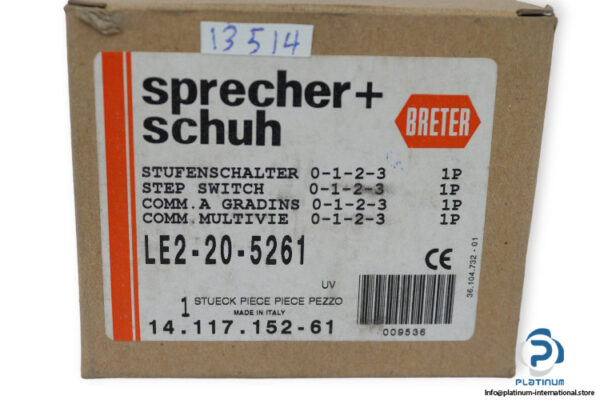 13514
sprecher+
schuh
BRETER
STUFENSCHALTER 0-1-2-3 1P
STEP SWITCH 0-1-2-3 1P
COMM.A GRADINS 0-1-2-3 1P
COMM.MULTIVIE 0-1-2-3 1P
LE2-20-5261
CE
UV
1 STUECK PIECE PIECE PEZZO
MADE IN ITALY
14.117.152-61
009536
36.104.732 - 01
PLATINUM
Info@platinum-international.store